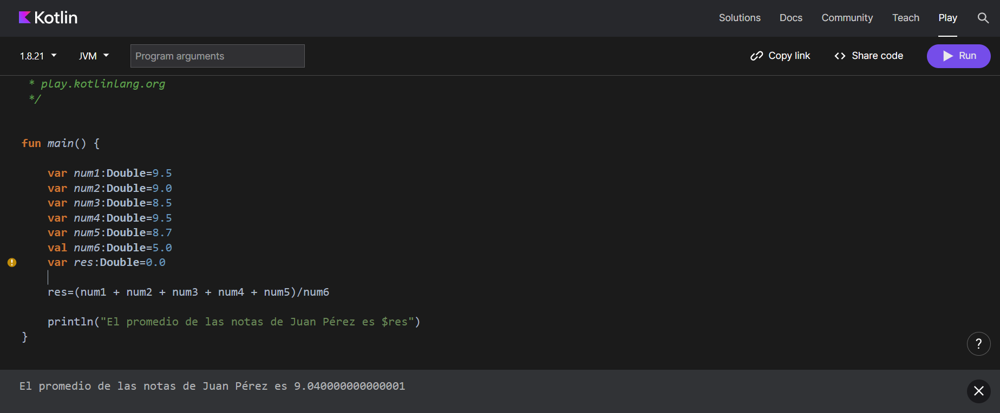 Kotlin
Solutions Docs Community Teach Play
1.8.21 JVM Program arguments Copy link <> Share code Run
* play.kotlinlang.org
*/
fun main() {
var num1:Double=9.5
var num2:Double=9.0
var num3:Double=8.5
var num4:Double=9.5
var num5:Double=8.7
val num6:Double=5.0
! var res:Double=0.0
res=(num1 + num2 + num3 + num4 + num5)/num6
println("El promedio de las notas de Juan Pérez es $res")
}
?
El promedio de las notas de Juan Pérez es 9.040000000000001